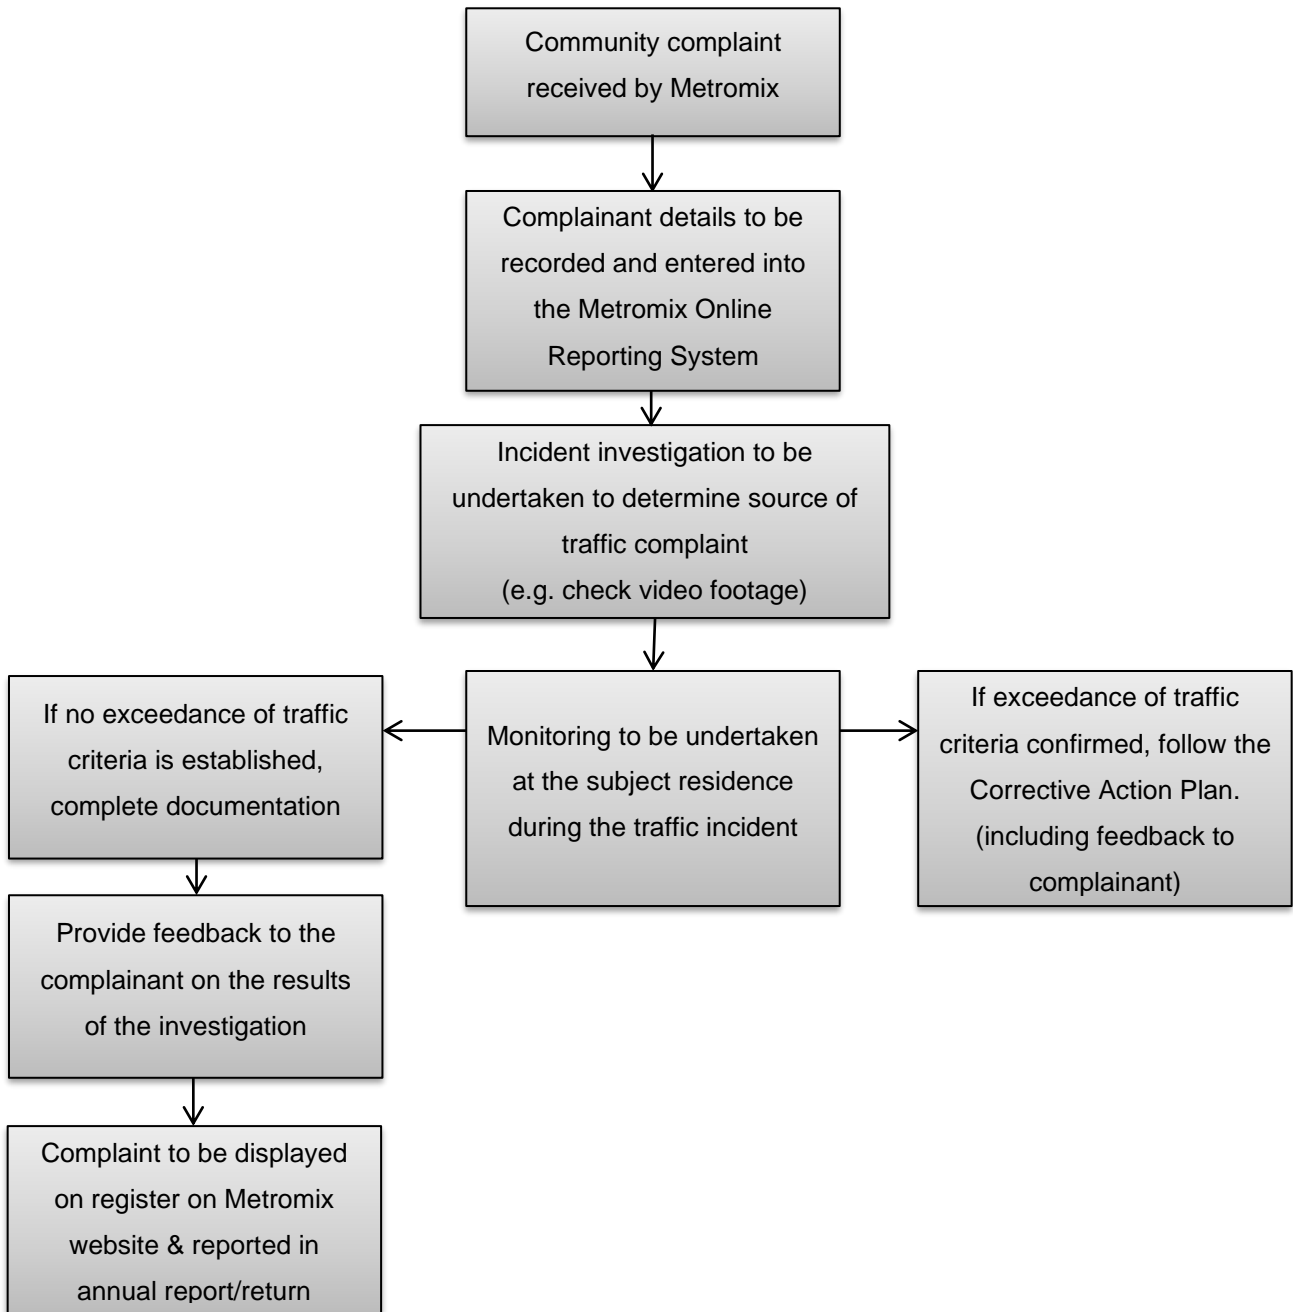 Community complaint
received by Metromix
Complainant details to be
recorded and entered into
the Metromix Online
Reporting System
Incident investigation to be
undertaken to determine source of
traffic complaint
(e.g. check video footage)
If no exceedance of traffic
criteria is established,
complete documentation
Monitoring to be undertaken
at the subject residence
during the traffic incident
If exceedance of traffic
criteria confirmed, follow the
Corrective Action Plan.
(including feedback to
complainant)
Provide feedback to the
complainant on the results
of the investigation
Complaint to be displayed
on register on Metromix
website & reported in
annual report/return